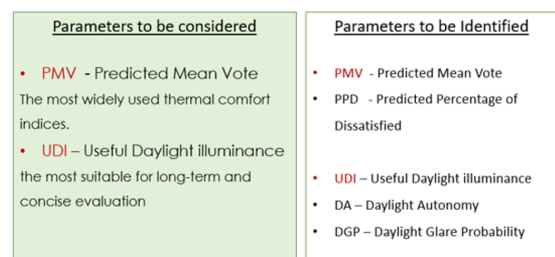 Parameters to be considered
• PMV - Predicted Mean Vote
The most widely used thermal comfort
indices.
• UDI – Useful Daylight illuminance
the most suitable for long-term and
concise evaluation
Parameters to be Identified
• PMV - Predicted Mean Vote
• PPD - Predicted Percentage of
Dissatisfied
• UDI – Useful Daylight illuminance
• DA – Daylight Autonomy
• DGP – Daylight Glare Probability